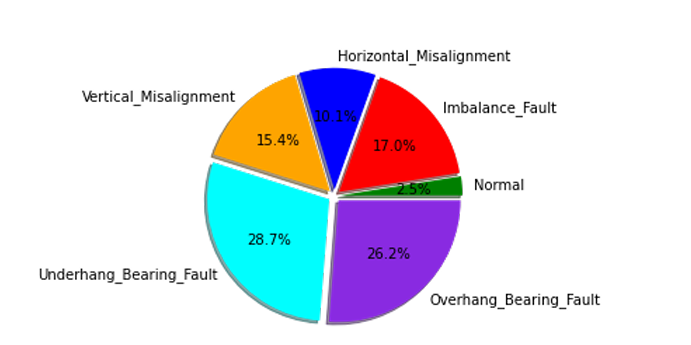 Horizontal_Misalignment
Vertical_Misalignment
Imbalance_Fault
10.1%
15.4%
17.0%
Normal
2.5%
28.7%
26.2%
Underhang_Bearing_Fault
Overhang_Bearing_Fault